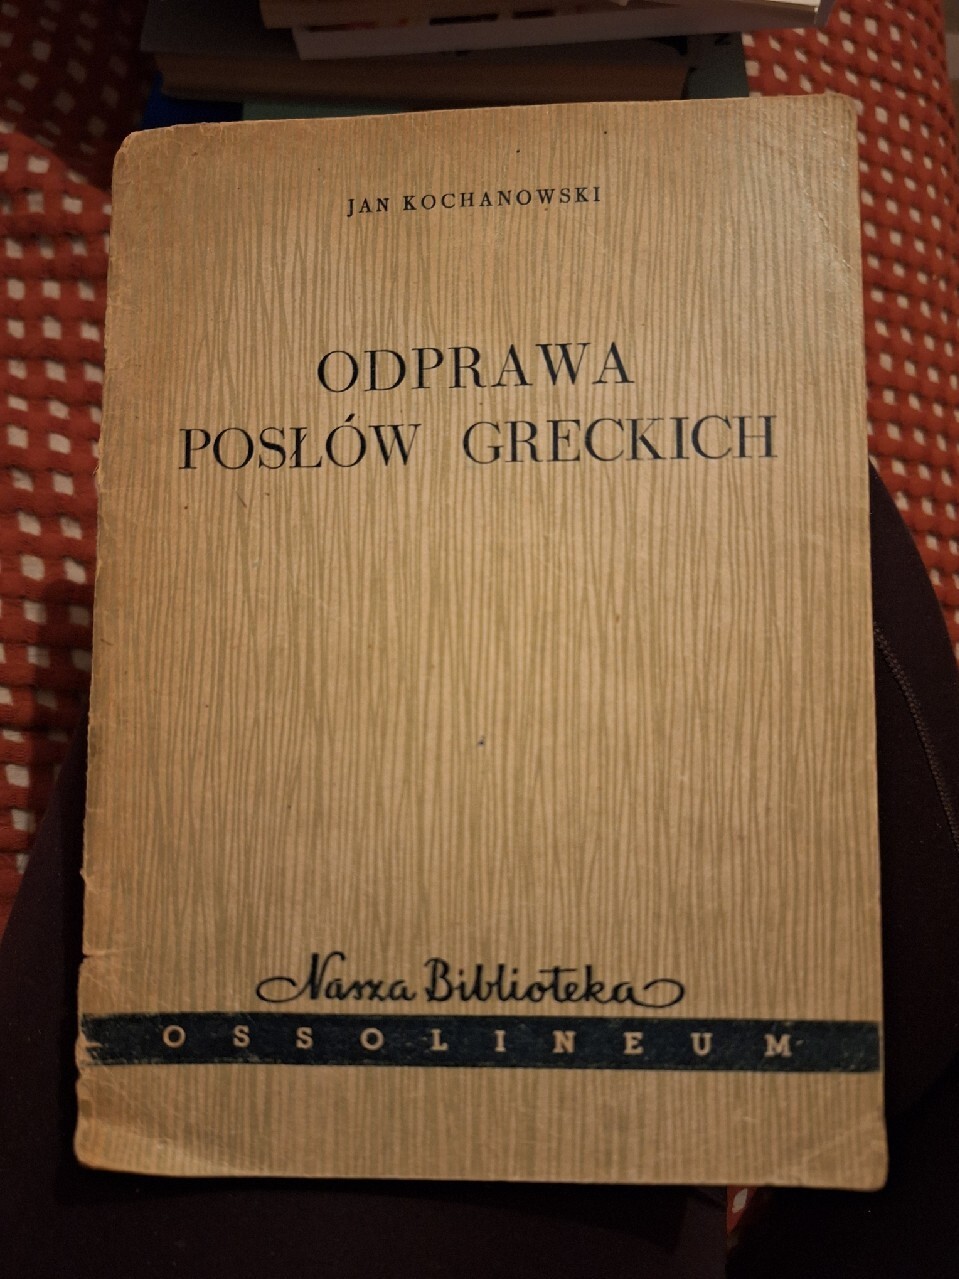 JAN KOCHANOWSKI
ODPRAWA
POSŁÓW GRECKICH
Nasza Biblioteka
OSSOLINEUM